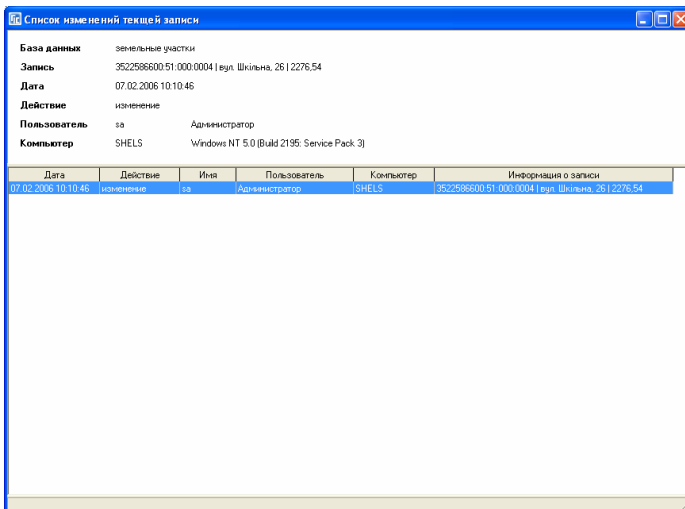 Список изменений текщей записи
База данных земельные участки
Запись 3522586600:51:000:0004 | вул. Шкільна, 26 | 2276,54
Дата 07.02.2006 10:10:46
Действие изменение
Пользователь sa Администратор
Компьютер SHELS Windows NT 5.0 (Build 2195: Service Pack 3)
Дата Действие Имя Пользователь Компьютер Информация о записи
07.02.2006 10:10:46 изменение sa Администратор SHELS 3522586600:51:000:0004 | вул. Шкільна, 26 | 2276,54